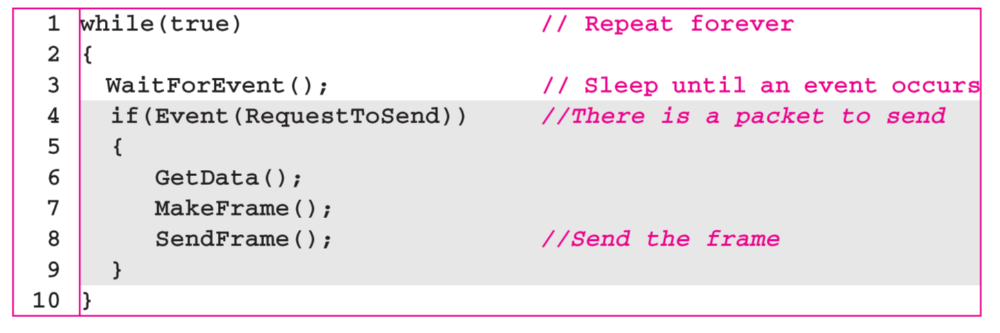 1 while(true) // Repeat forever
2 {
3 WaitForEvent(); // Sleep until an event occurs
4 if(Event(RequestToSend)) //There is a packet to send
5 {
6 GetData();
7 MakeFrame();
8 SendFrame(); //Send the frame
9 }
10 }